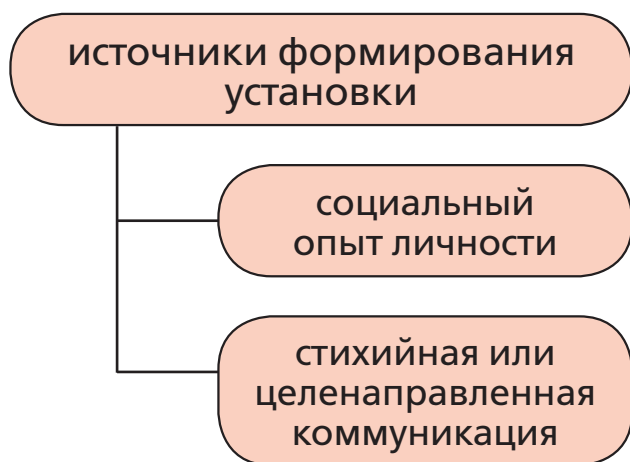 источники формирования
установки
социальный
опыт личности
стихийная или
целенаправленная
коммуникация